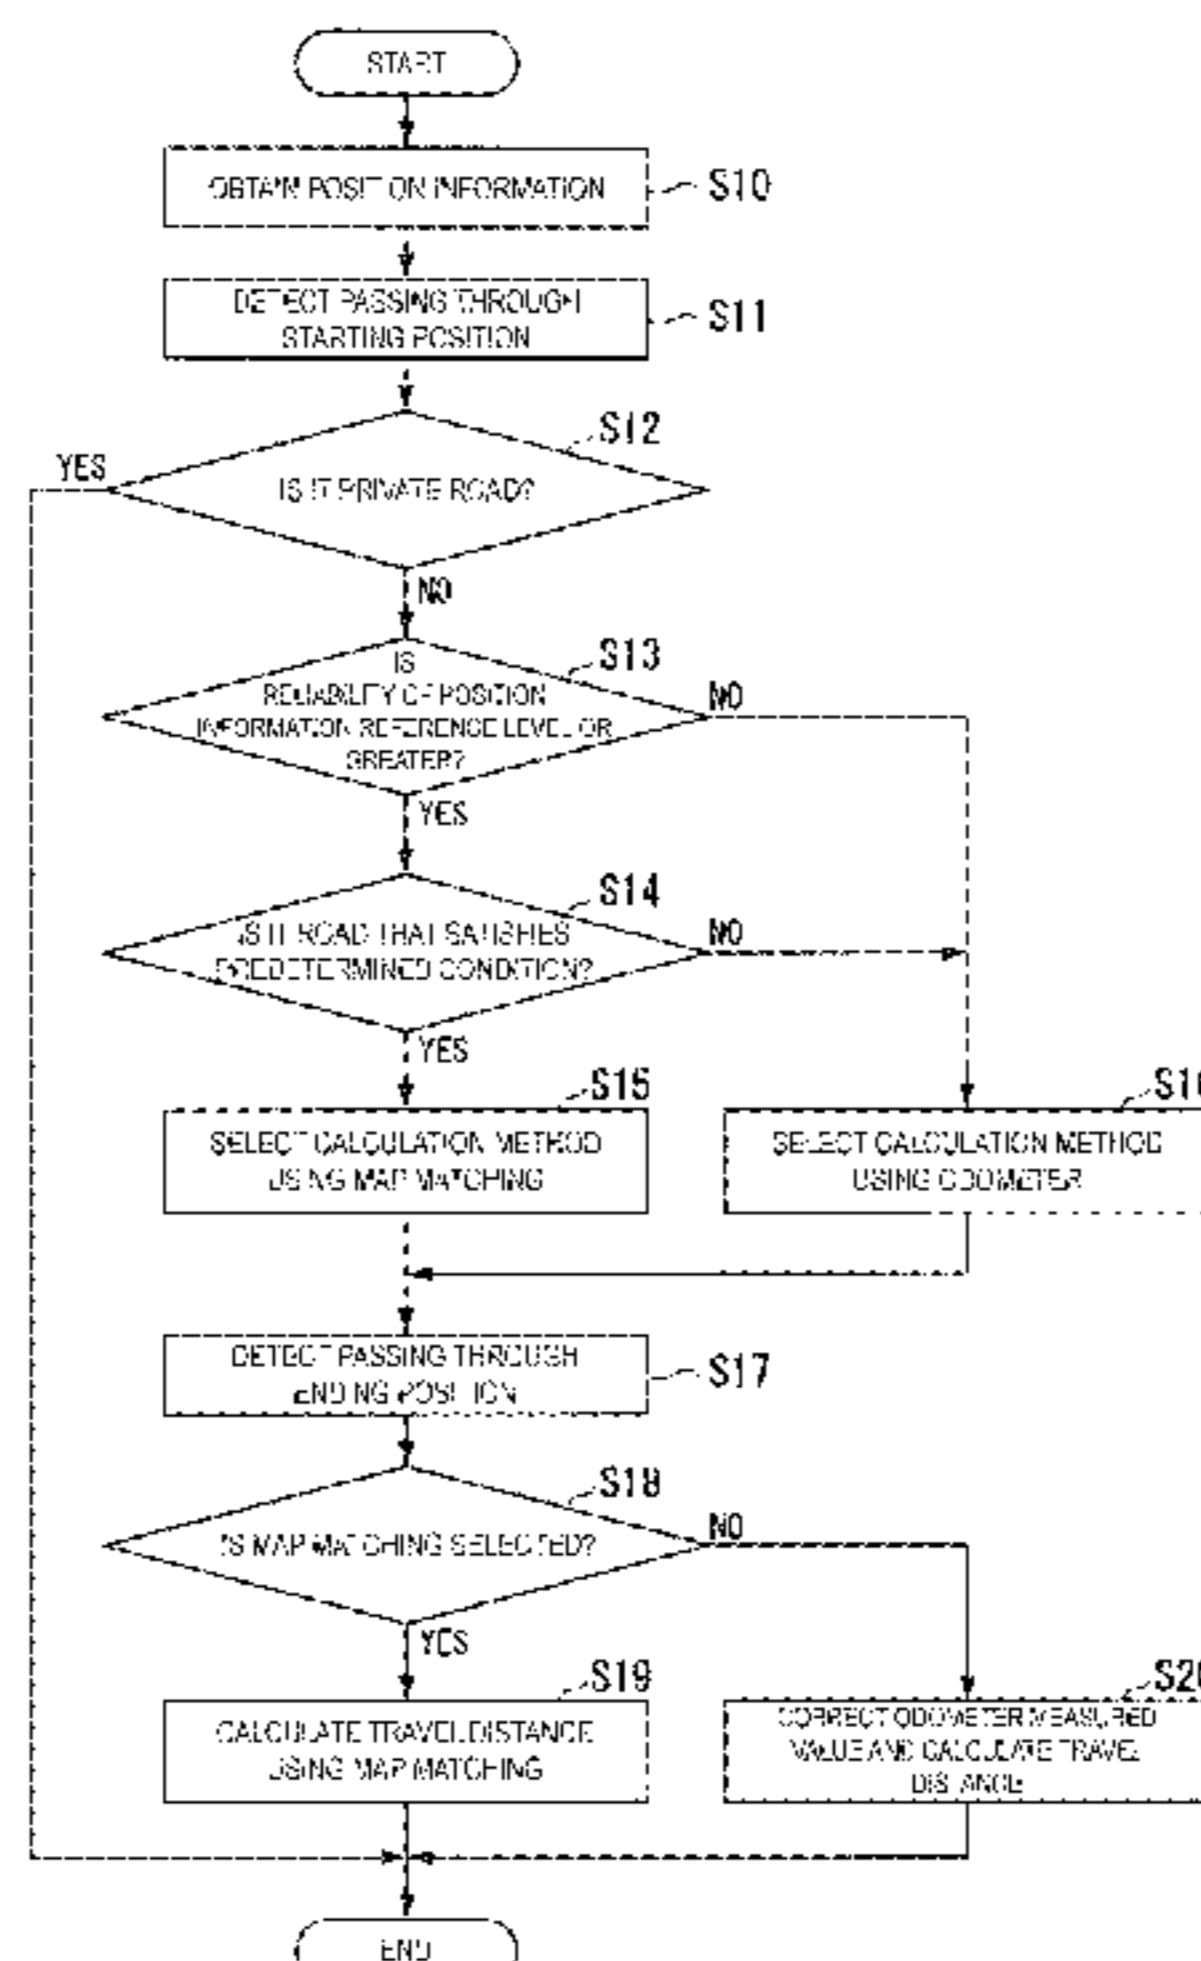 START
OBTAIN POSITION INFORMATION
S10
DETECT PASSING THROUGH
STARTING POSITION
S11
S12
YES
IS IT PRIVATE ROAD?
NO
S13
IS
RELIABILITY OF POSITION
INFORMATION REFERENCE LEVEL OR
GREATER?
NO
YES
S14
IS IT ROAD THAT SATISFIES
PREDETERMINED CONDITION?
NO
YES
S15
SELECT CALCULATION METHOD
USING MAP MATCHING
S16
SELECT CALCULATION METHOD
USING ODOMETER
DETECT PASSING THROUGH
ENDING POSITION
S17
S18
IS MAP MATCHING SELECTED?
NO
YES
S19
CALCULATE TRAVEL DISTANCE
USING MAP MATCHING
S20
CORRECT ODOMETER MEASURED
VALUE AND CALCULATE TRAVEL
DISTANCE
END